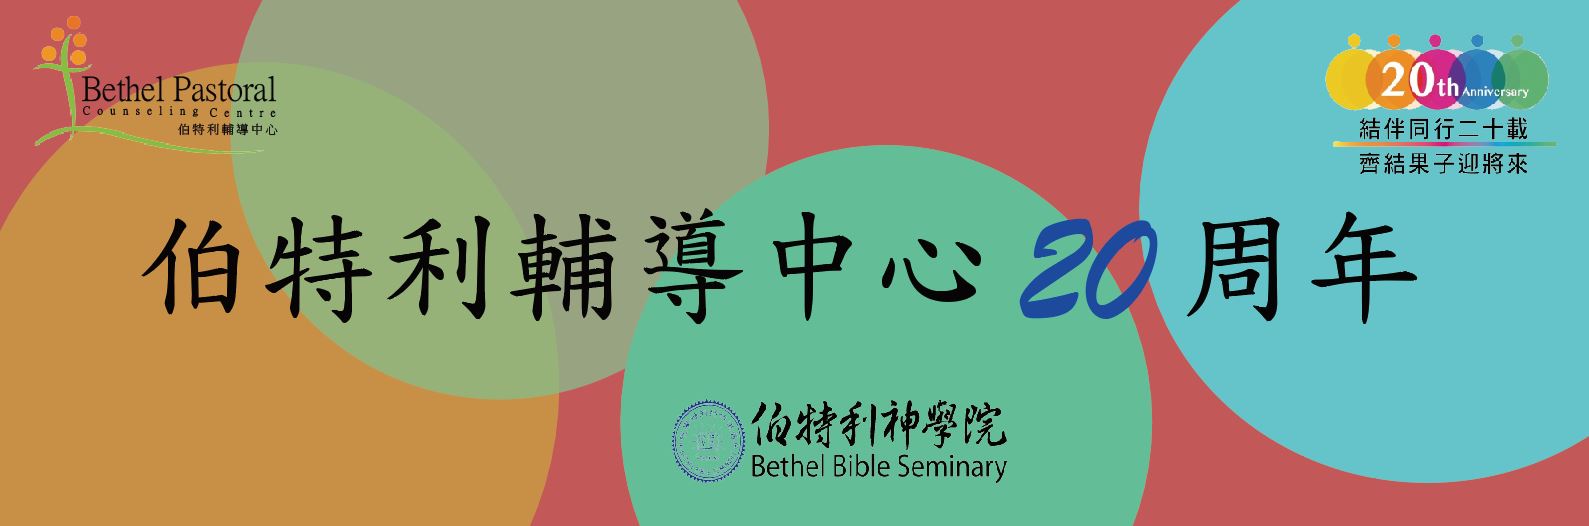 Bethel Pastoral
Counseling Centre
伯特利輔導中心
20th Anniversary
結伴同行二十載
齊結果子迎將來
伯特利輔導中心20周年
伯特利神學院
Bethel Bible Seminary